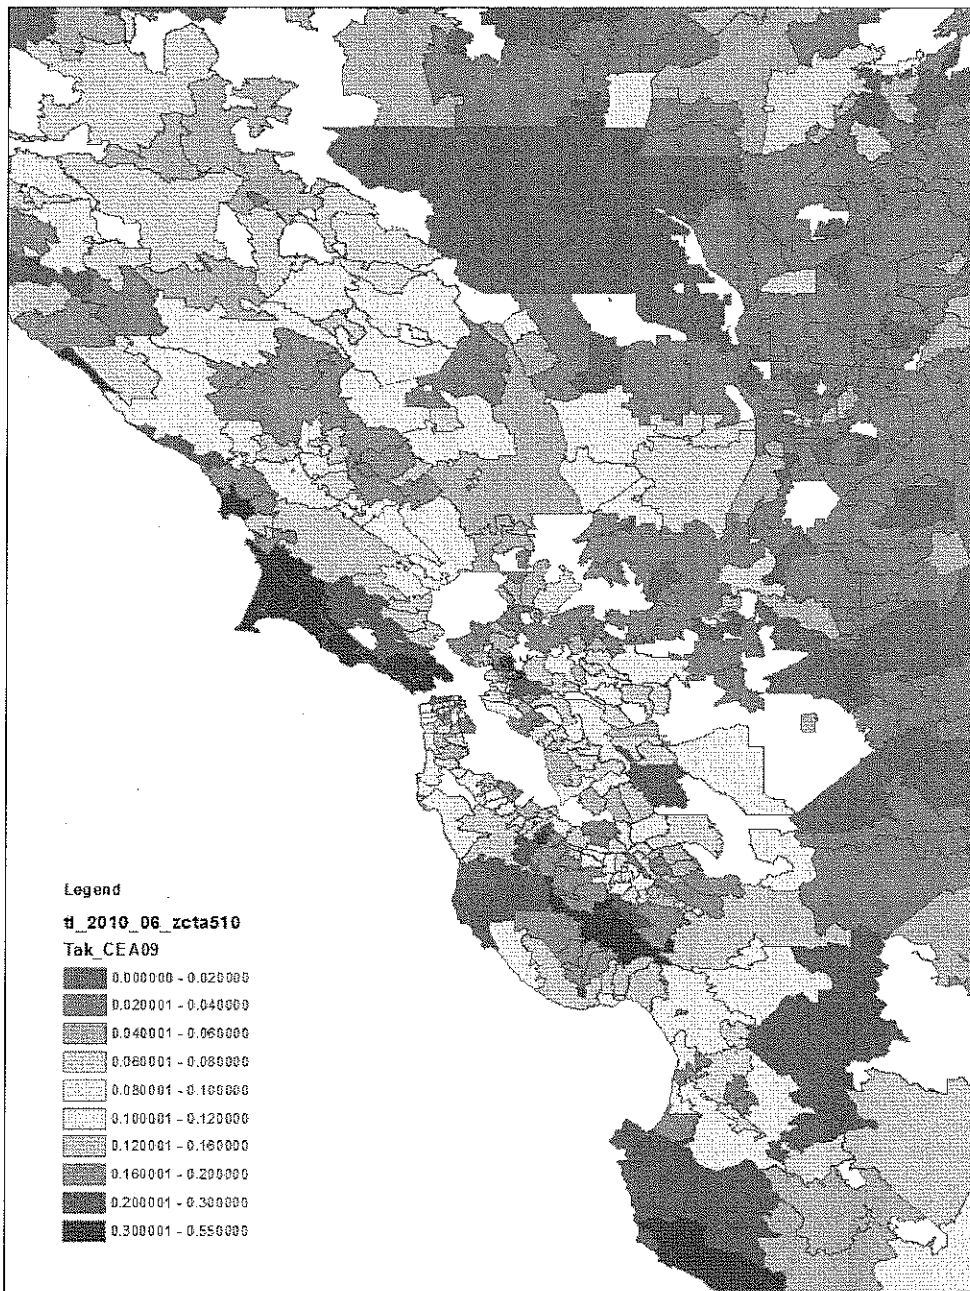 Legend
tl_2010_06_zcta510
Tak_CEA09
0.000000 - 0.020000
0.020001 - 0.040000
0.040001 - 0.060000
0.060001 - 0.080000
0.080001 - 0.100000
0.100001 - 0.120000
0.120001 - 0.160000
0.160001 - 0.200000
0.200001 - 0.300000
0.300001 - 0.550000